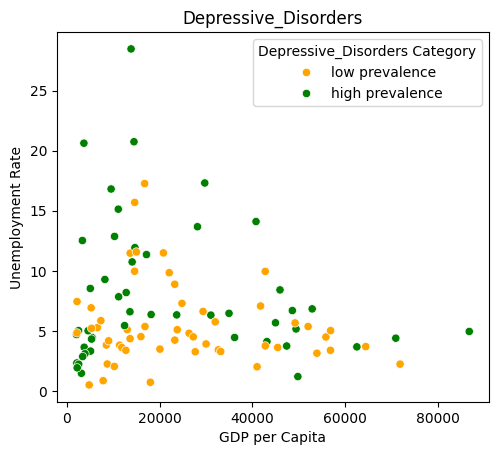 Depressive_Disorders
Depressive_Disorders Category
low prevalence
high prevalence
Unemployment Rate
25
20
15
10
5
0
0 20000 40000 60000 80000
GDP per Capita